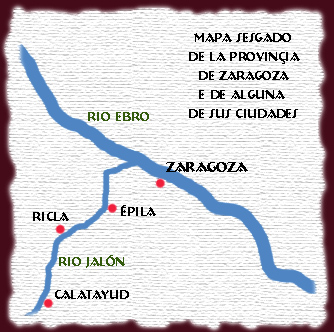 MAPA SESGADO
DE LA PROVINÇIA
DE ZARAGOZA
E DE ALGUNA
DE SUS CIUDADES
RIO EBRO
ZARAGOZA
ÉPILA
RICLA
RIO JALÓN
CALATAYUD